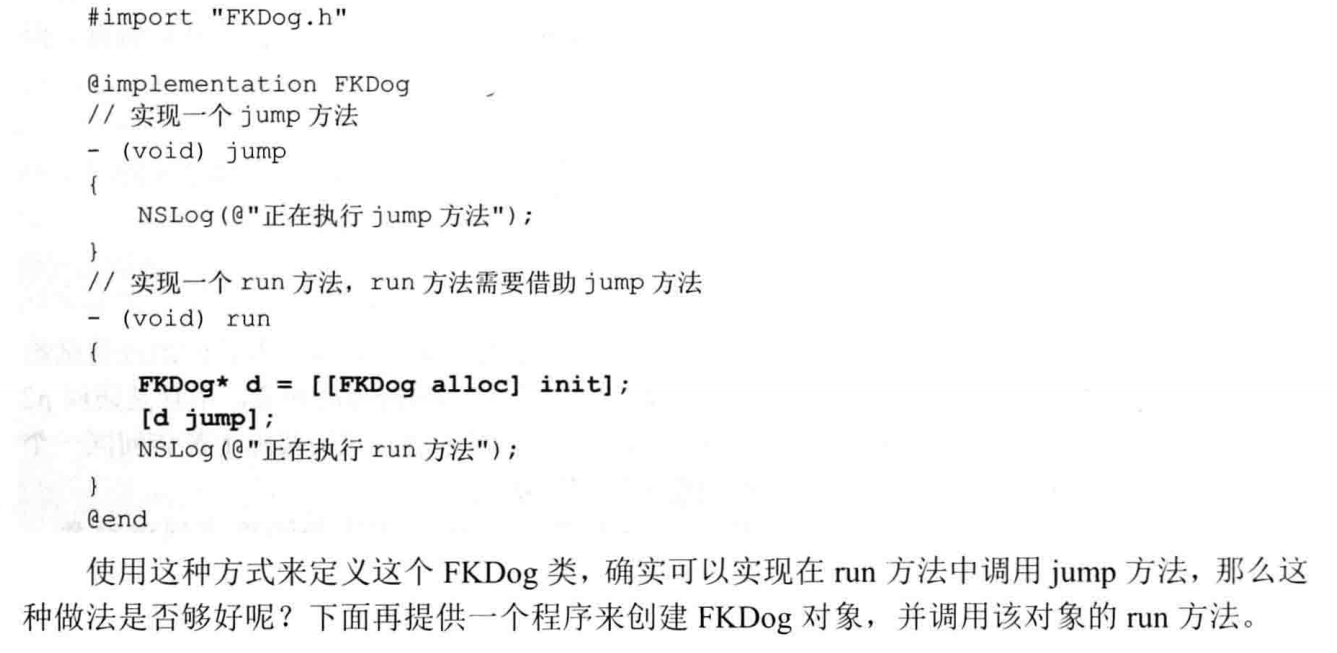 #import "FKDog.h"
@implementation FKDog
// 实现一个 jump 方法
- (void) jump
{
NSLog(@"正在执行 jump 方法");
}
// 实现一个 run 方法，run 方法需要借助 jump 方法
- (void) run
{
FKDog* d = [[FKDog alloc] init];
[d jump];
NSLog(@"正在执行 run 方法");
}
@end
使用这种方式来定义这个 FKDog 类，确实可以实现在 run 方法中调用 jump 方法，那么这
种做法是否够好呢？下面再提供一个程序来创建 FKDog 对象，并调用该对象的 run 方法。